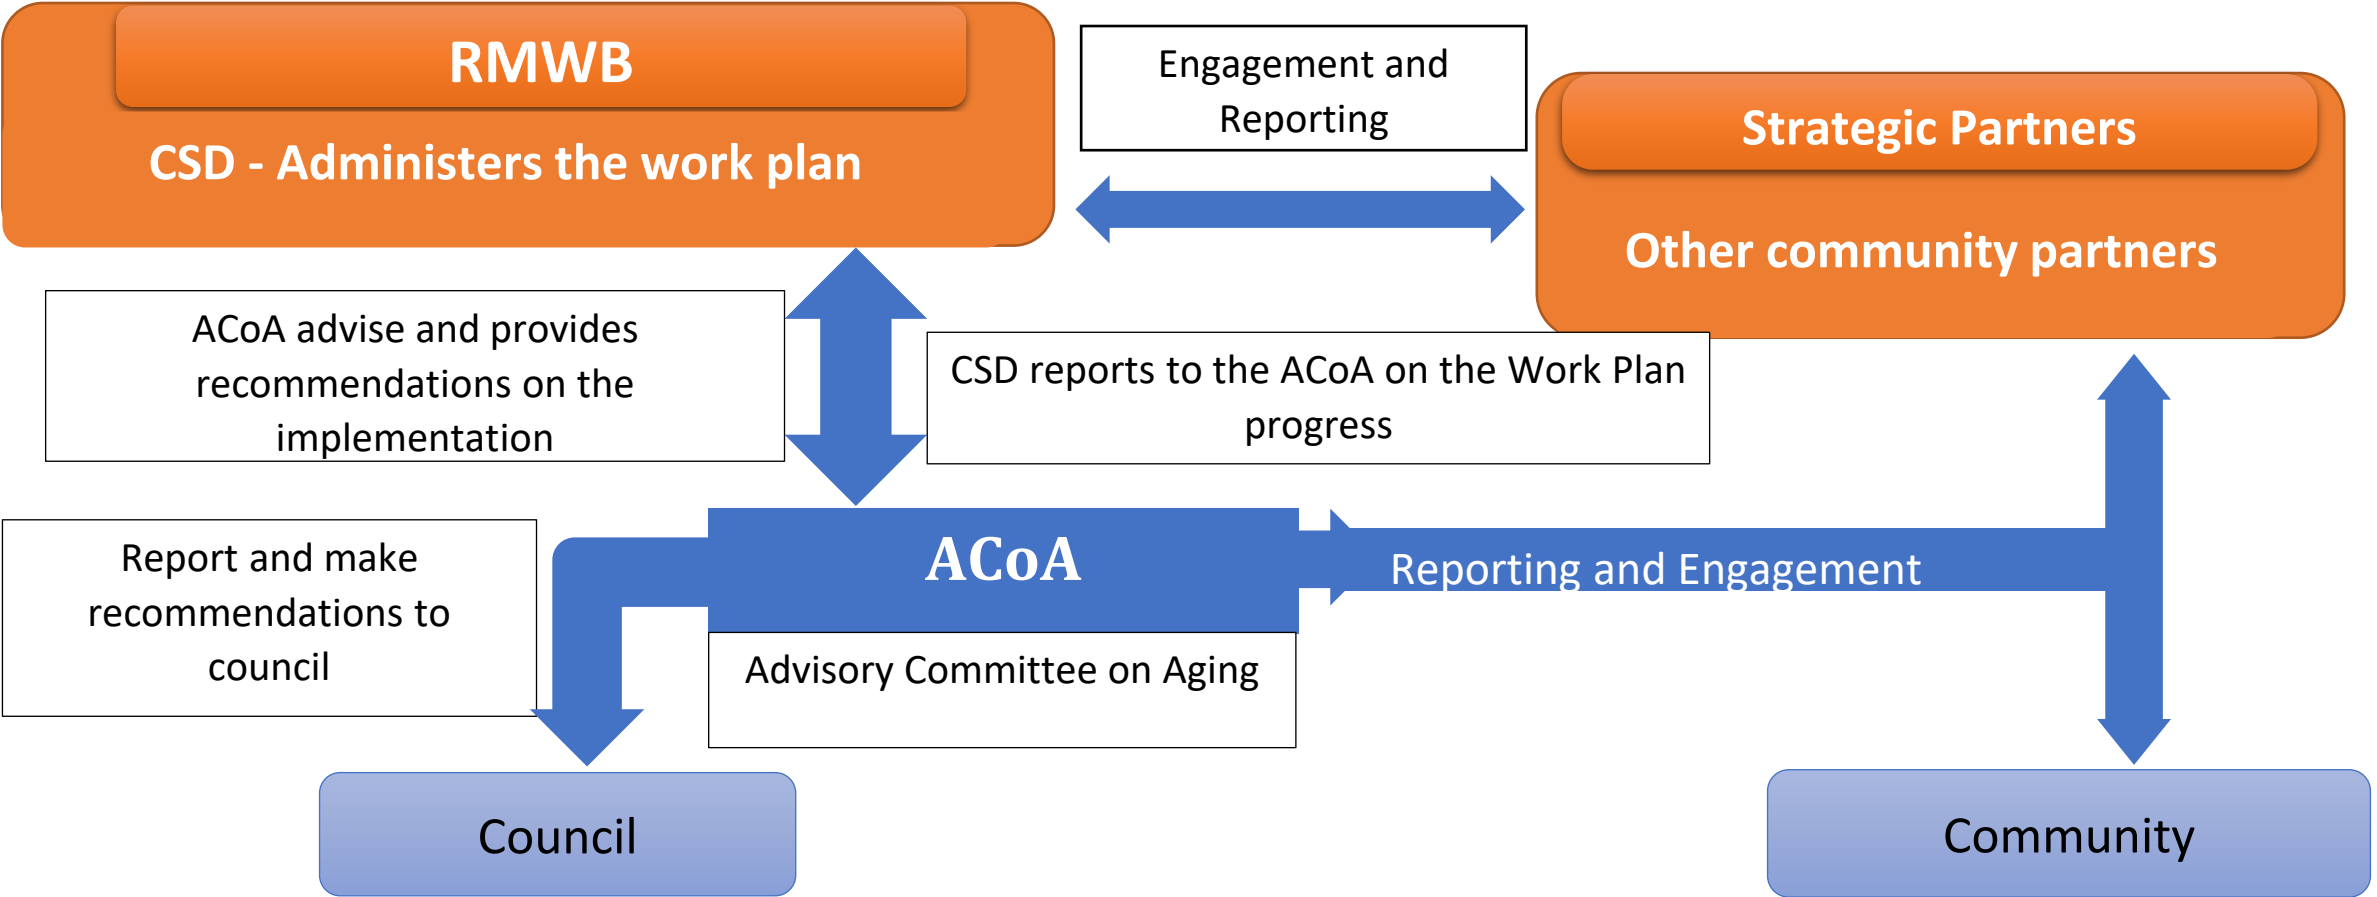 RMWB
CSD - Administers the work plan
Engagement and
Reporting
Strategic Partners
Other community partners
ACoA advise and provides
recommendations on the
implementation
CSD reports to the ACoA on the Work Plan
progress
Report and make
recommendations to
council
ACoA
Advisory Committee on Aging
Reporting and Engagement
Council
Community